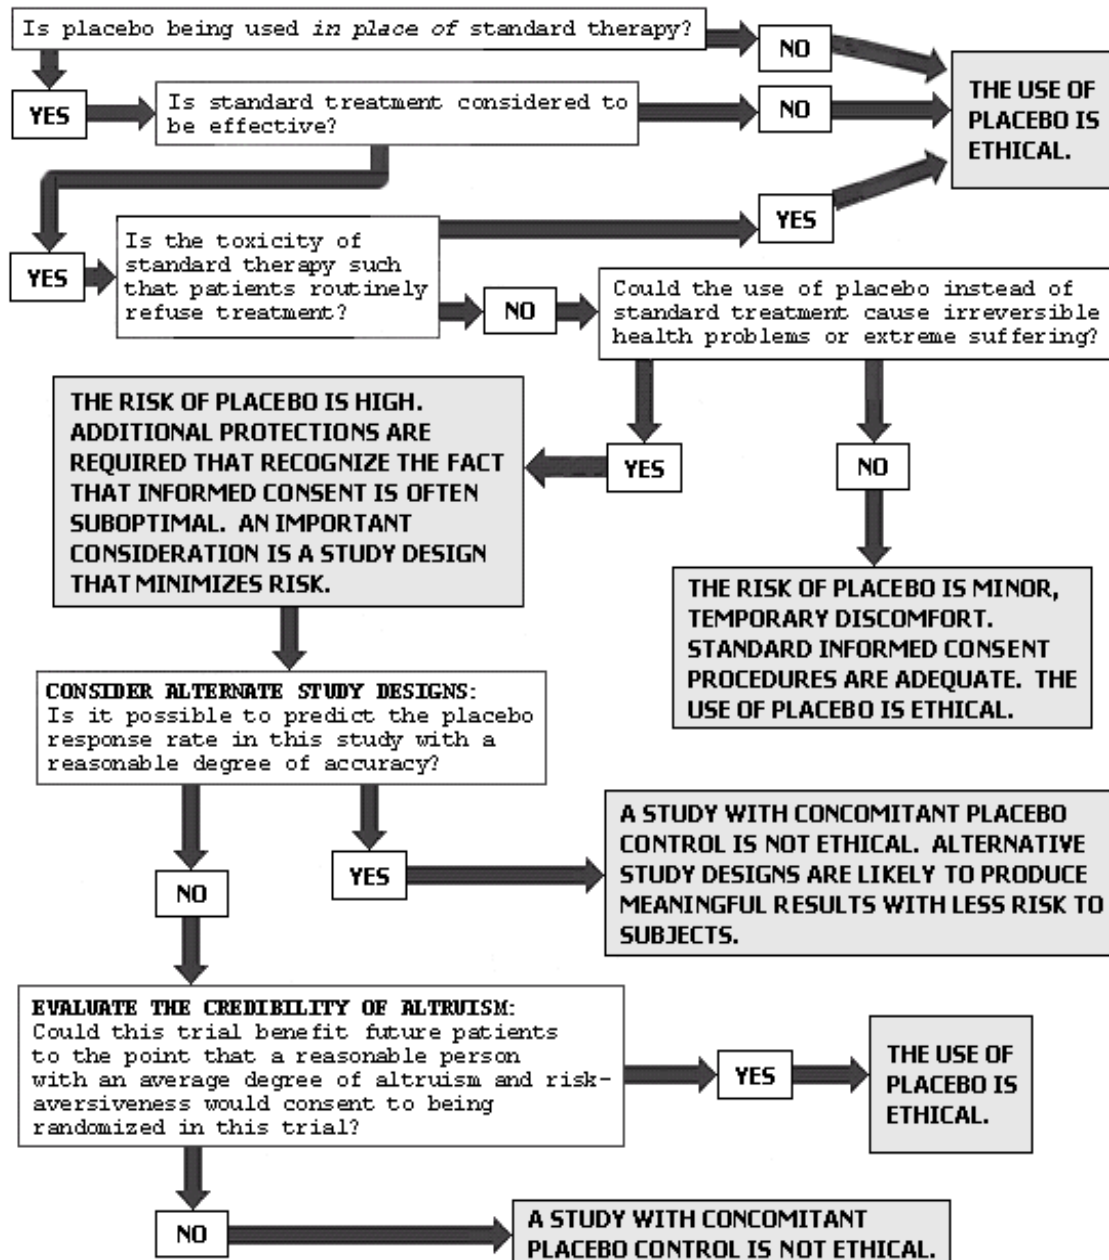 Is placebo being used in place of standard therapy?
NO
YES
Is standard treatment considered to
be effective?
NO
THE USE OF
PLACEBO IS
ETHICAL.
YES
Is the toxicity of
standard therapy such
that patients routinely
refuse treatment?
YES
NO
Could the use of placebo instead of
standard treatment cause irreversible
health problems or extreme suffering?
YES
NO
THE RISK OF PLACEBO IS HIGH.
ADDITIONAL PROTECTIONS ARE
REQUIRED THAT RECOGNIZE THE FACT
THAT INFORMED CONSENT IS OFTEN
SUBOPTIMAL. AN IMPORTANT
CONSIDERATION IS A STUDY DESIGN
THAT MINIMIZES RISK.
THE RISK OF PLACEBO IS MINOR,
TEMPORARY DISCOMFORT.
STANDARD INFORMED CONSENT
PROCEDURES ARE ADEQUATE. THE
USE OF PLACEBO IS ETHICAL.
CONSIDER ALTERNATE STUDY DESIGNS:
Is it possible to predict the placebo
response rate in this study with a
reasonable degree of accuracy?
NO
YES
A STUDY WITH CONCOMITANT PLACEBO
CONTROL IS NOT ETHICAL. ALTERNATIVE
STUDY DESIGNS ARE LIKELY TO PRODUCE
MEANINGFUL RESULTS WITH LESS RISK TO
SUBJECTS.
EVALUATE THE CREDIBILITY OF ALTRUISM:
Could this trial benefit future patients
to the point that a reasonable person
with an average degree of altruism and risk-
aversiveness would consent to being
randomized in this trial?
YES
THE USE OF
PLACEBO IS
ETHICAL.
NO
A STUDY WITH CONCOMITANT
PLACEBO CONTROL IS NOT ETHICAL.